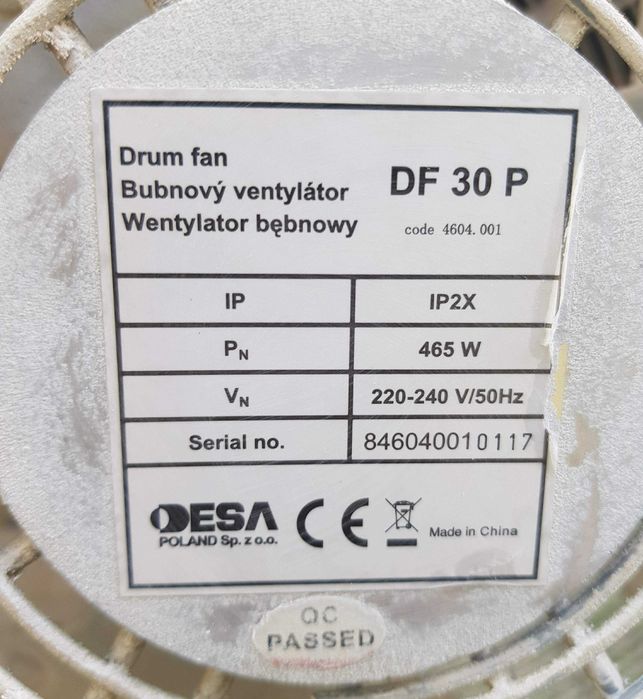 Drum fan
Bubnový ventylátor
Wentylator bębnowy
DF 30 P
code 4604.001
IP IP2X
PN 465 W
VN 220-240 V/50Hz
Serial no. 846040010117
DESA
POLAND Sp. z o.o.
CE
Made in China
QC
PASSED